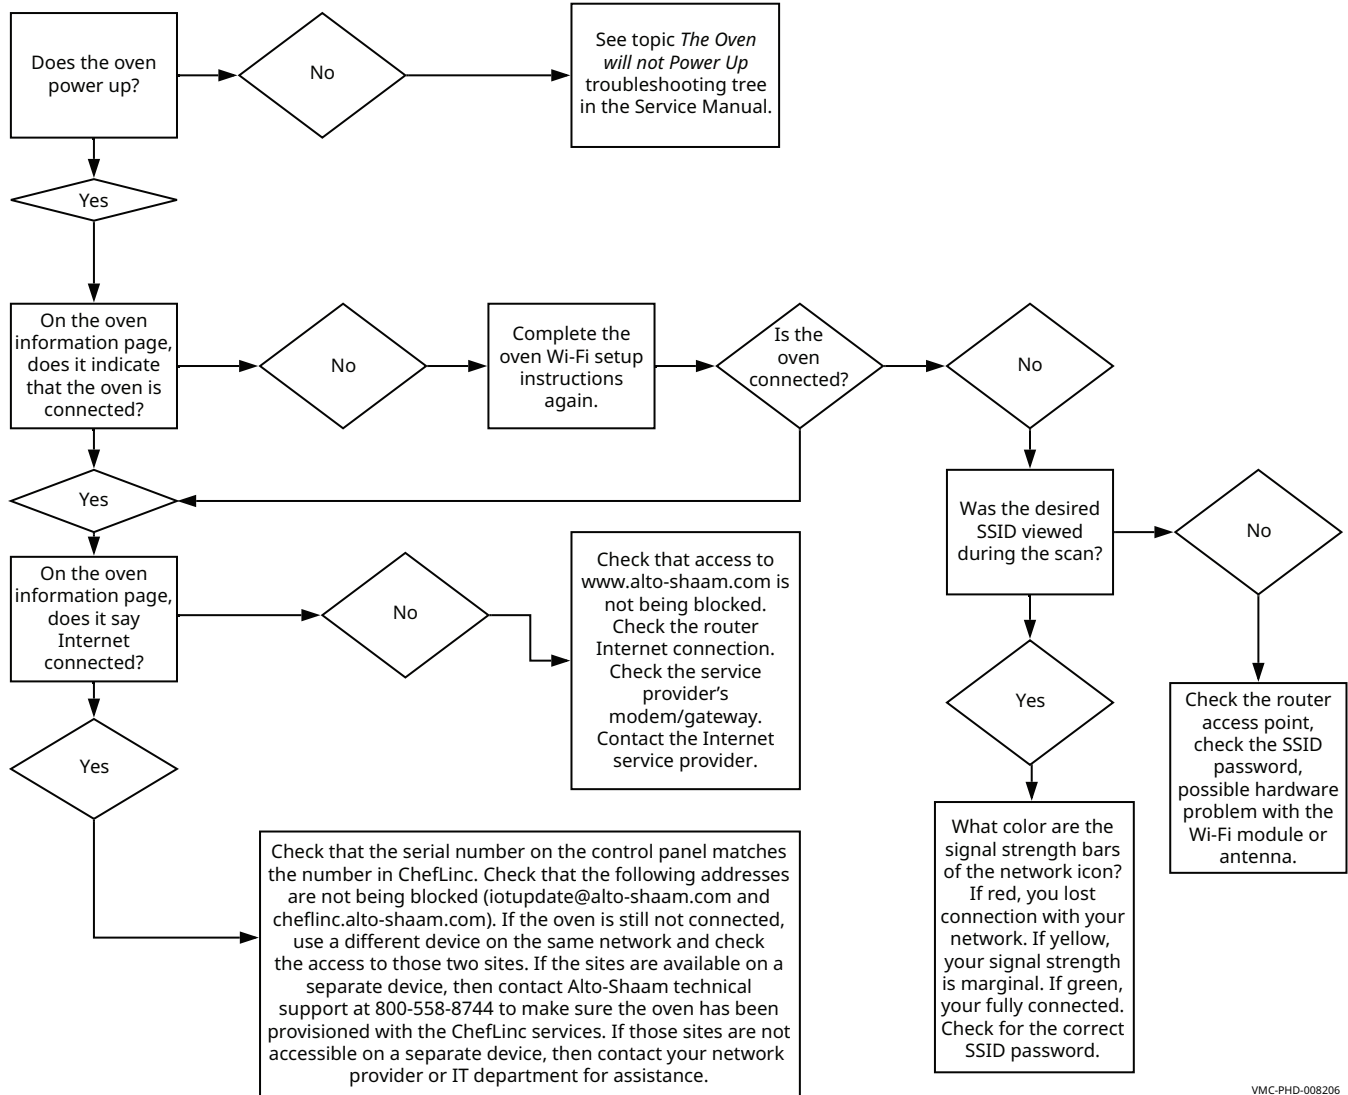 Does the oven
power up?
No
See topic The Oven
will not Power Up
troubleshooting tree
in the Service Manual.
Yes
On the oven
information page,
does it indicate
that the oven is
connected?
No
Complete the
oven Wi-Fi setup
instructions
again.
Is the
oven
connected?
No
Yes
Was the desired
SSID viewed
during the scan?
No
On the oven
information page,
does it say
Internet
connected?
No
Check that access to
www.alto-shaam.com is
not being blocked.
Check the router
Internet connection.
Check the service
provider’s
modem/gateway.
Contact the Internet
service provider.
Yes
Check the router
access point,
check the SSID
password,
possible hardware
problem with the
Wi-Fi module or
antenna.
Yes
What color are the
signal strength bars
of the network icon?
If red, you lost
connection with your
network. If yellow,
your signal strength
is marginal. If green,
your fully connected.
Check for the correct
SSID password.
Check that the serial number on the control panel matches
the number in ChefLinc. Check that the following addresses
are not being blocked (iotupdate@alto-shaam.com and
cheflinc.alto-shaam.com). If the oven is still not connected,
use a different device on the same network and check
the access to those two sites. If the sites are available on a
separate device, then contact Alto-Shaam technical
support at 800-558-8744 to make sure the oven has been
provisioned with the ChefLinc services. If those sites are not
accessible on a separate device, then contact your network
provider or IT department for assistance.
VMC-PHD-008206